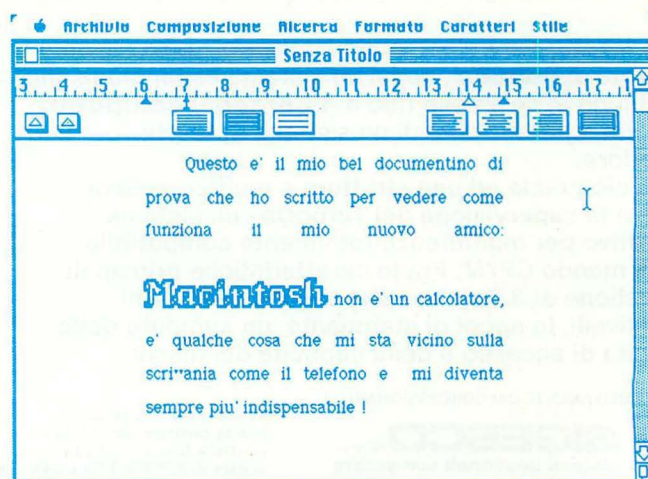 Archivio Composizione Ricerca Formato Caratteri Stile
Senza Titolo
3 4 5 6 7 8 9 10 11 12 13 14 15 16 17 1
Questo e' il mio bel documentino di
prova che ho scritto per vedere come
funziona il mio nuovo amico:
Macintosh non e' un calcolatore,
e' qualche cosa che mi sta vicino sulla
scri''ania come il telefono e mi diventa
sempre piu' indispensabile !